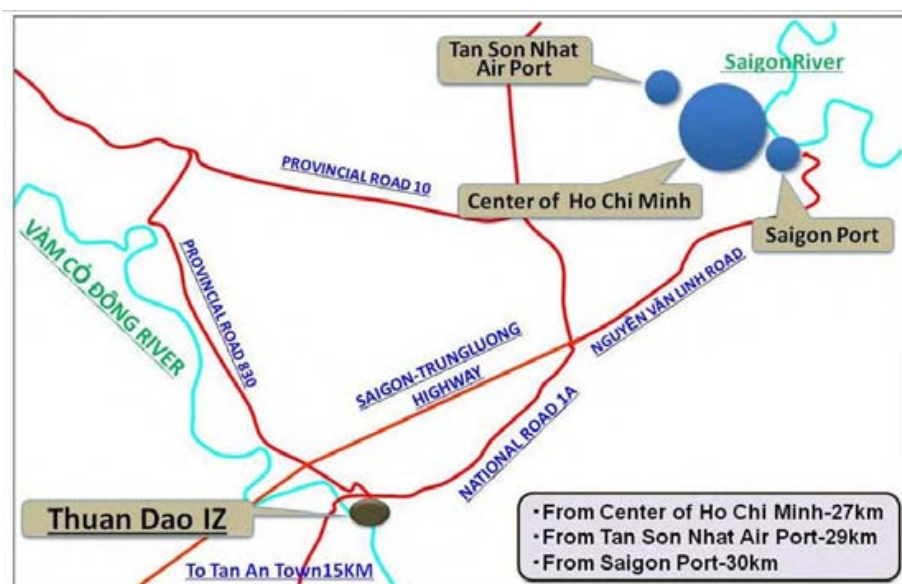 Tan Son Nhat
Air Port
SaigonRiver
PROVINCIAL ROAD 10
Center of Ho Chi Minh
Saigon Port
VÀM CỎ ĐÔNG RIVER
PROVINCIAL ROAD 830
NGUYỄN VĂN LINH ROAD
SAIGON-TRUNGLUONG
HIGHWAY
NATIONAL ROAD 1A
Thuan Dao IZ
To Tan An Town15KM
•From Center of Ho Chi Minh-27km
•From Tan Son Nhat Air Port-29km
•From Saigon Port-30km